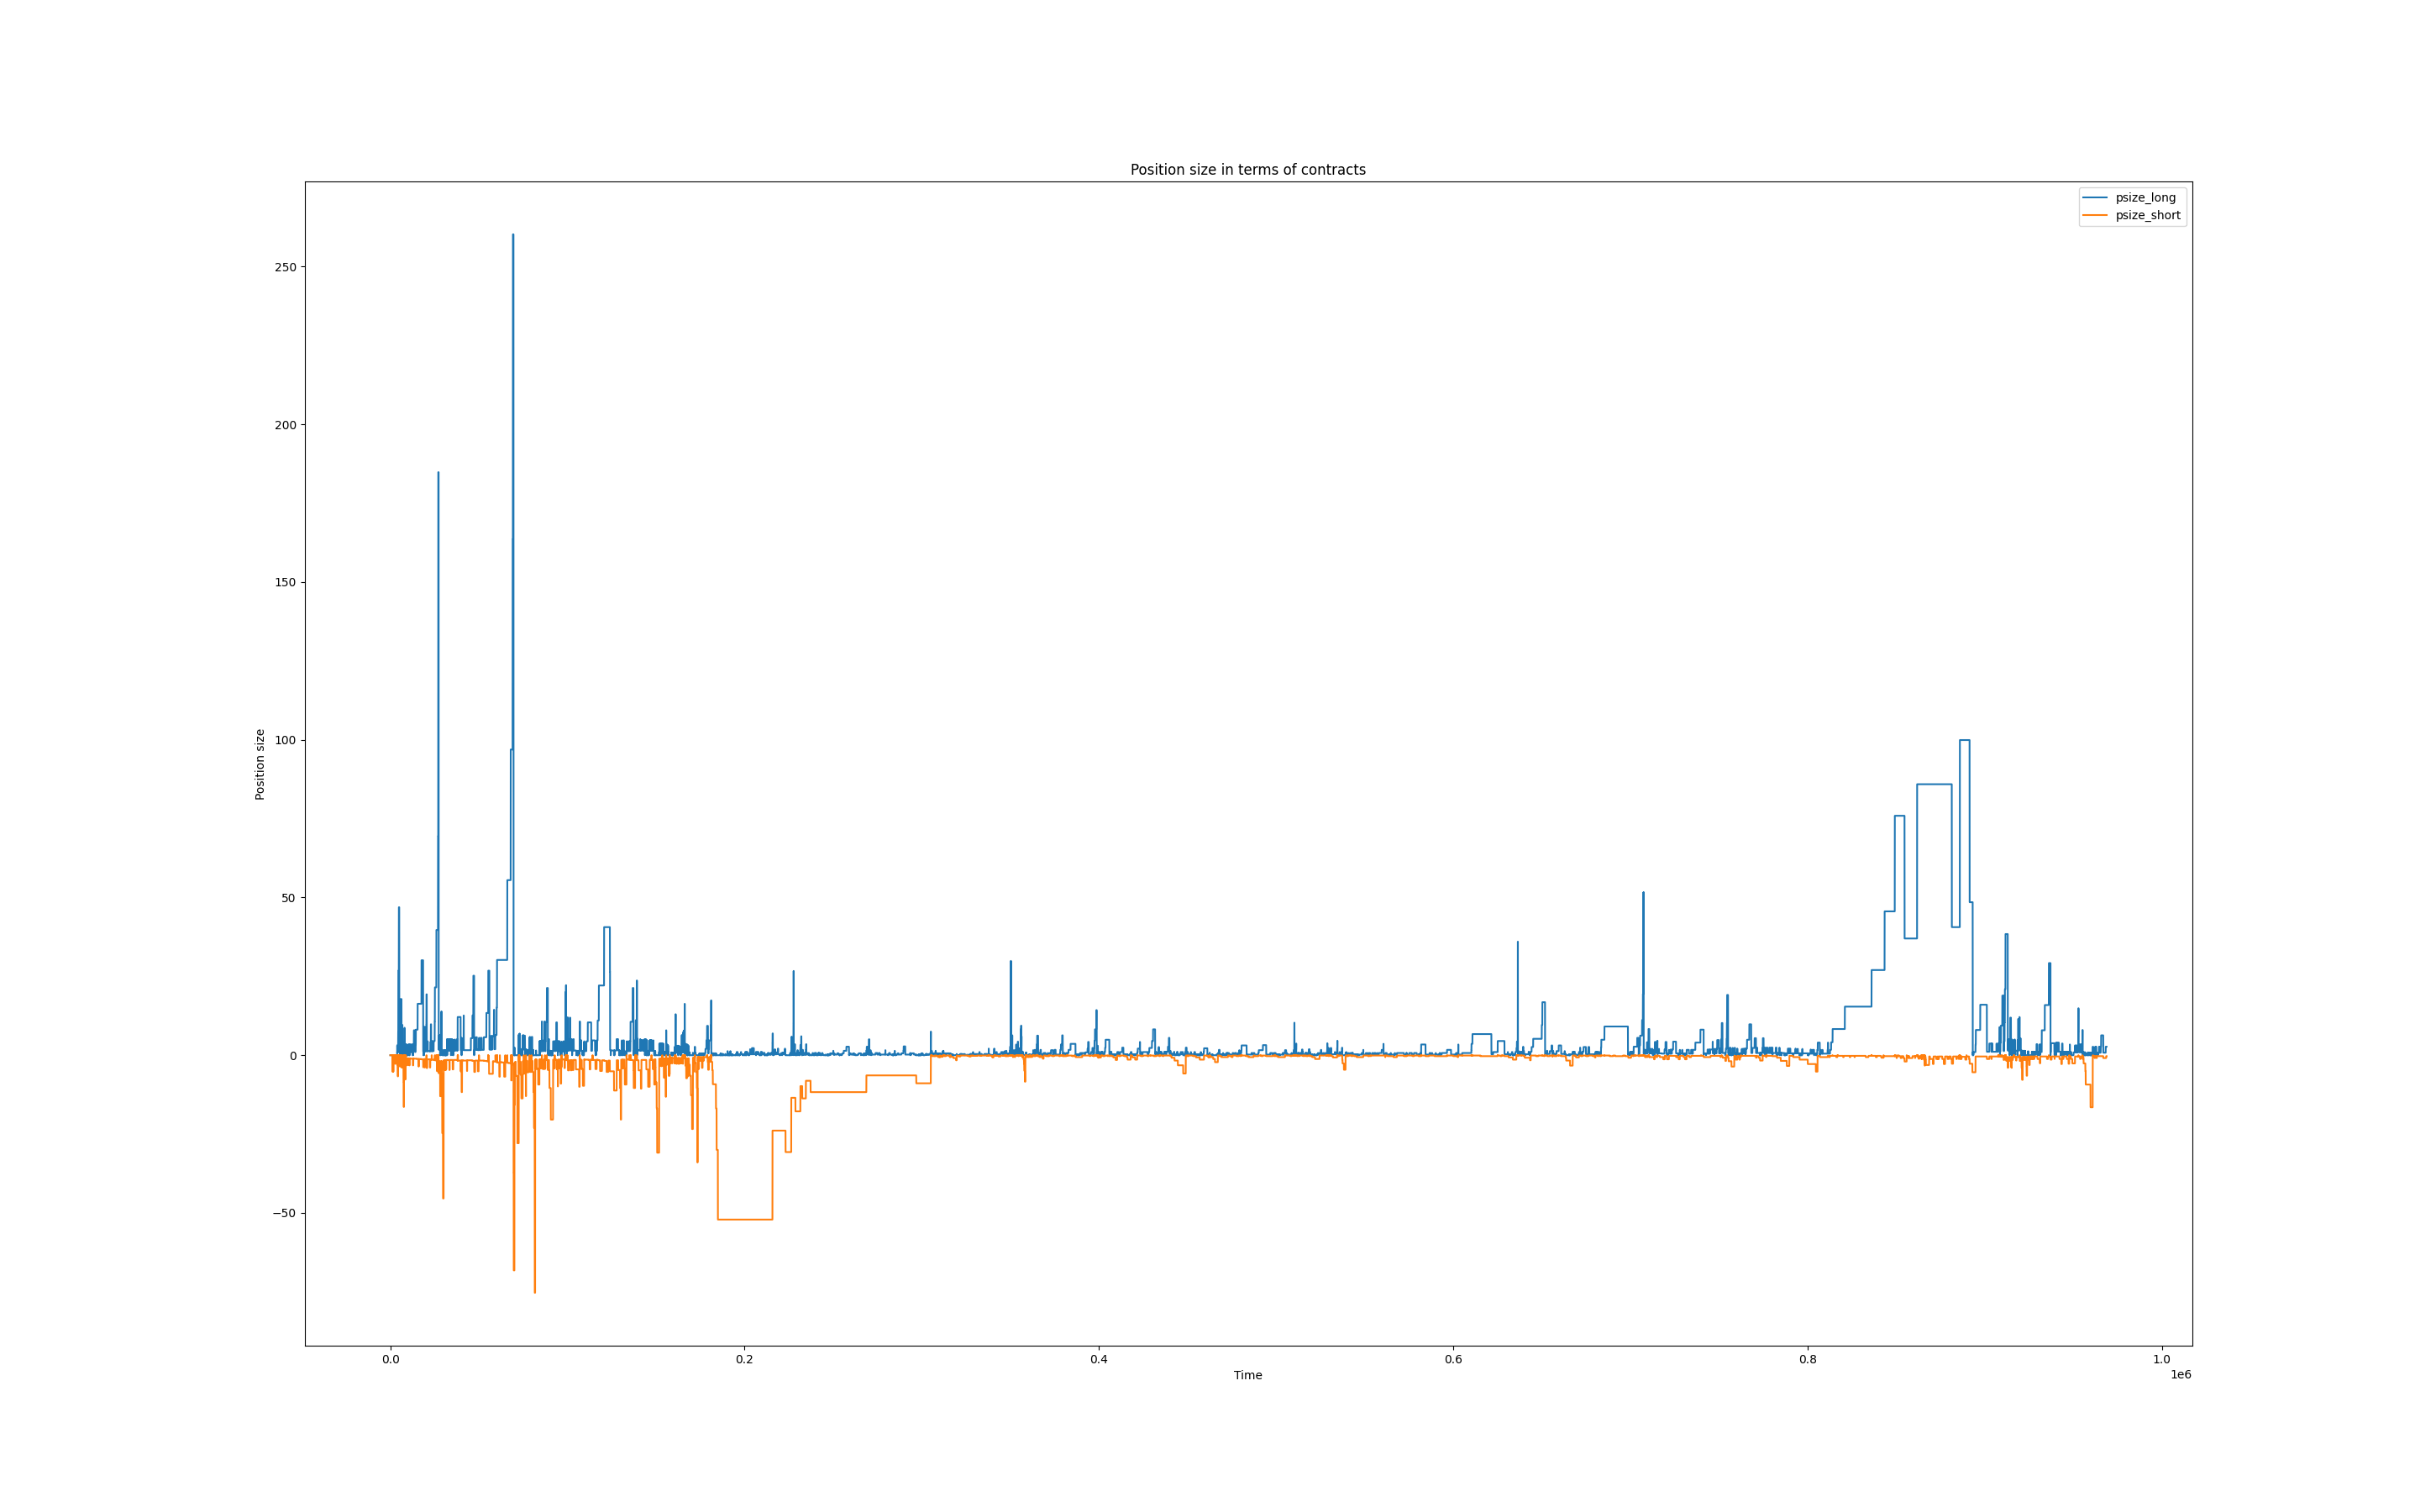 Position size in terms of contracts
psize_long
psize_short
Position size
250
200
150
100
50
0
−50
0.0
0.2
0.4
0.6
0.8
1.0
Time
1e6